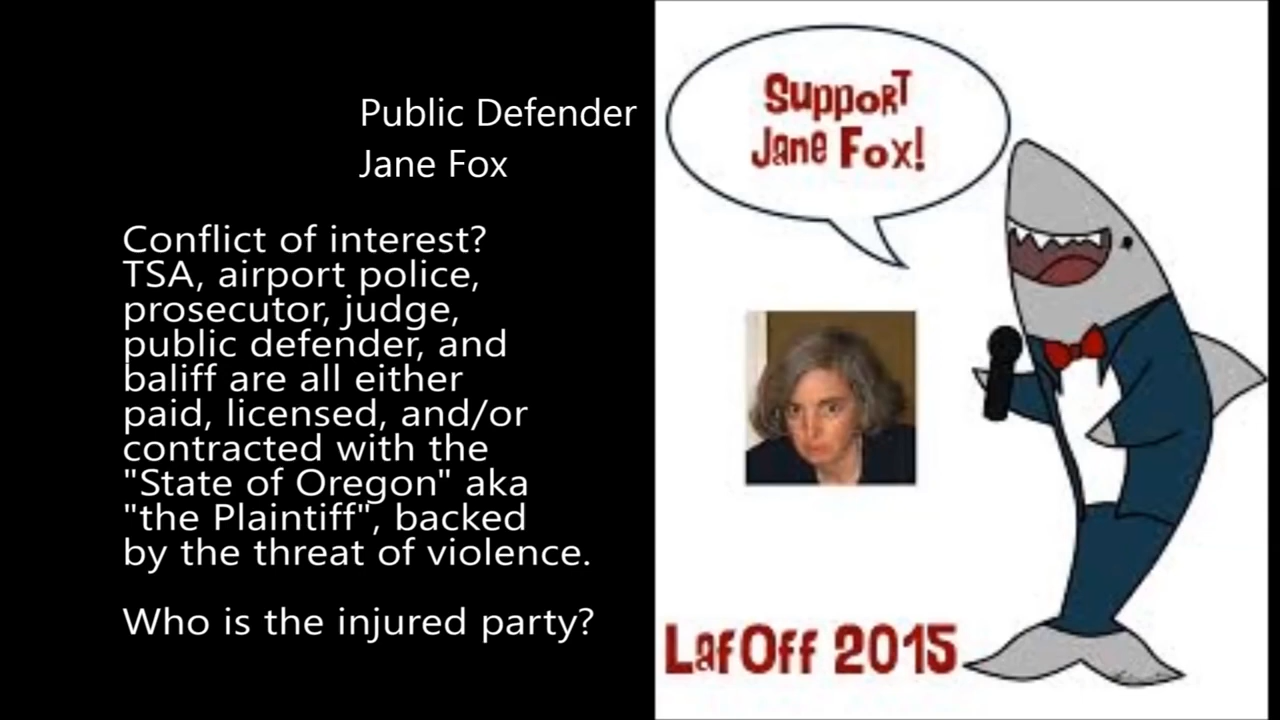 Public Defender
Jane Fox
Conflict of interest?
TSA, airport police,
prosecutor, judge,
public defender, and
baliff are all either
paid, licensed, and/or
contracted with the
"State of Oregon" aka
"the Plaintiff", backed
by the threat of violence.
Who is the injured party?
Support
Jane Fox!
LafOff 2015